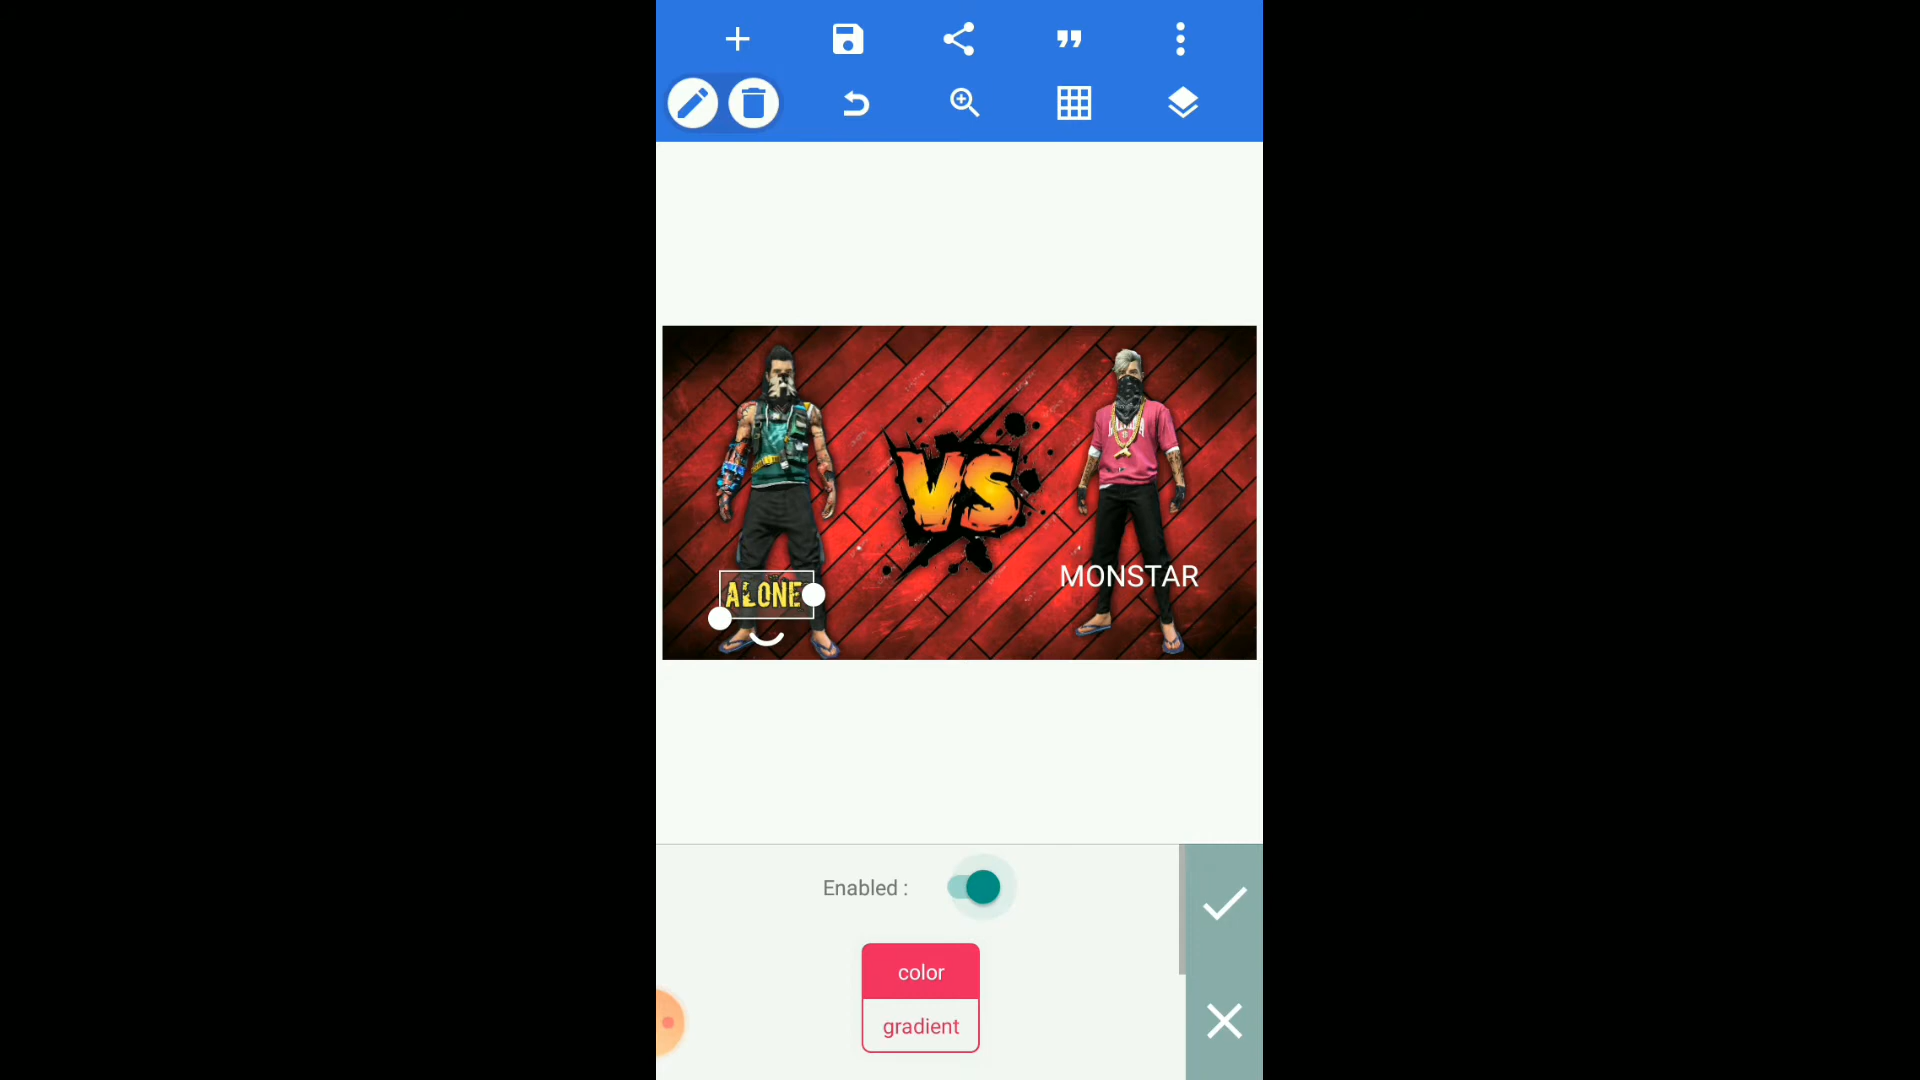 VS
ALONE
MONSTAR
Enabled :
color
gradient